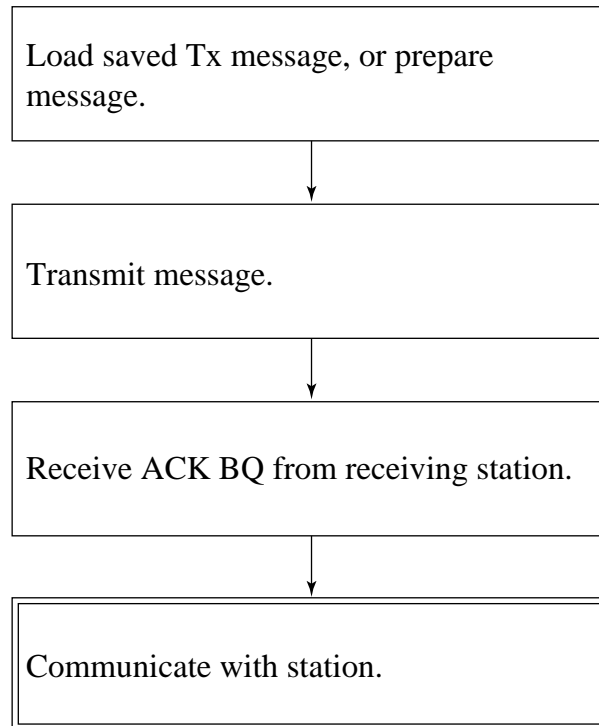 Load saved Tx message, or prepare
message.
Transmit message.
Receive ACK BQ from receiving station.
Communicate with station.